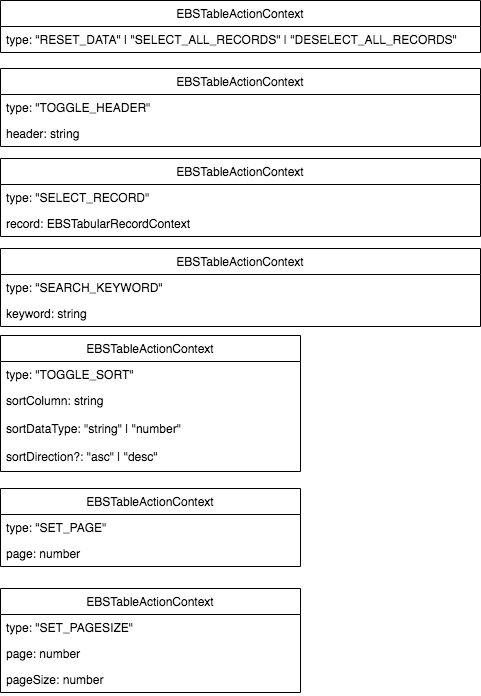 EBSTableActionContext
type: "RESET_DATA" | "SELECT_ALL_RECORDS" | "DESELECT_ALL_RECORDS"
EBSTableActionContext
type: "TOGGLE_HEADER"
header: string
EBSTableActionContext
type: "SELECT_RECORD"
record: EBSTabularRecordContext
EBSTableActionContext
type: "SEARCH_KEYWORD"
keyword: string
EBSTableActionContext
type: "TOGGLE_SORT"
sortColumn: string
sortDataType: "string" | "number"
sortDirection?: "asc" | "desc"
EBSTableActionContext
type: "SET_PAGE"
page: number
EBSTableActionContext
type: "SET_PAGESIZE"
page: number
pageSize: number